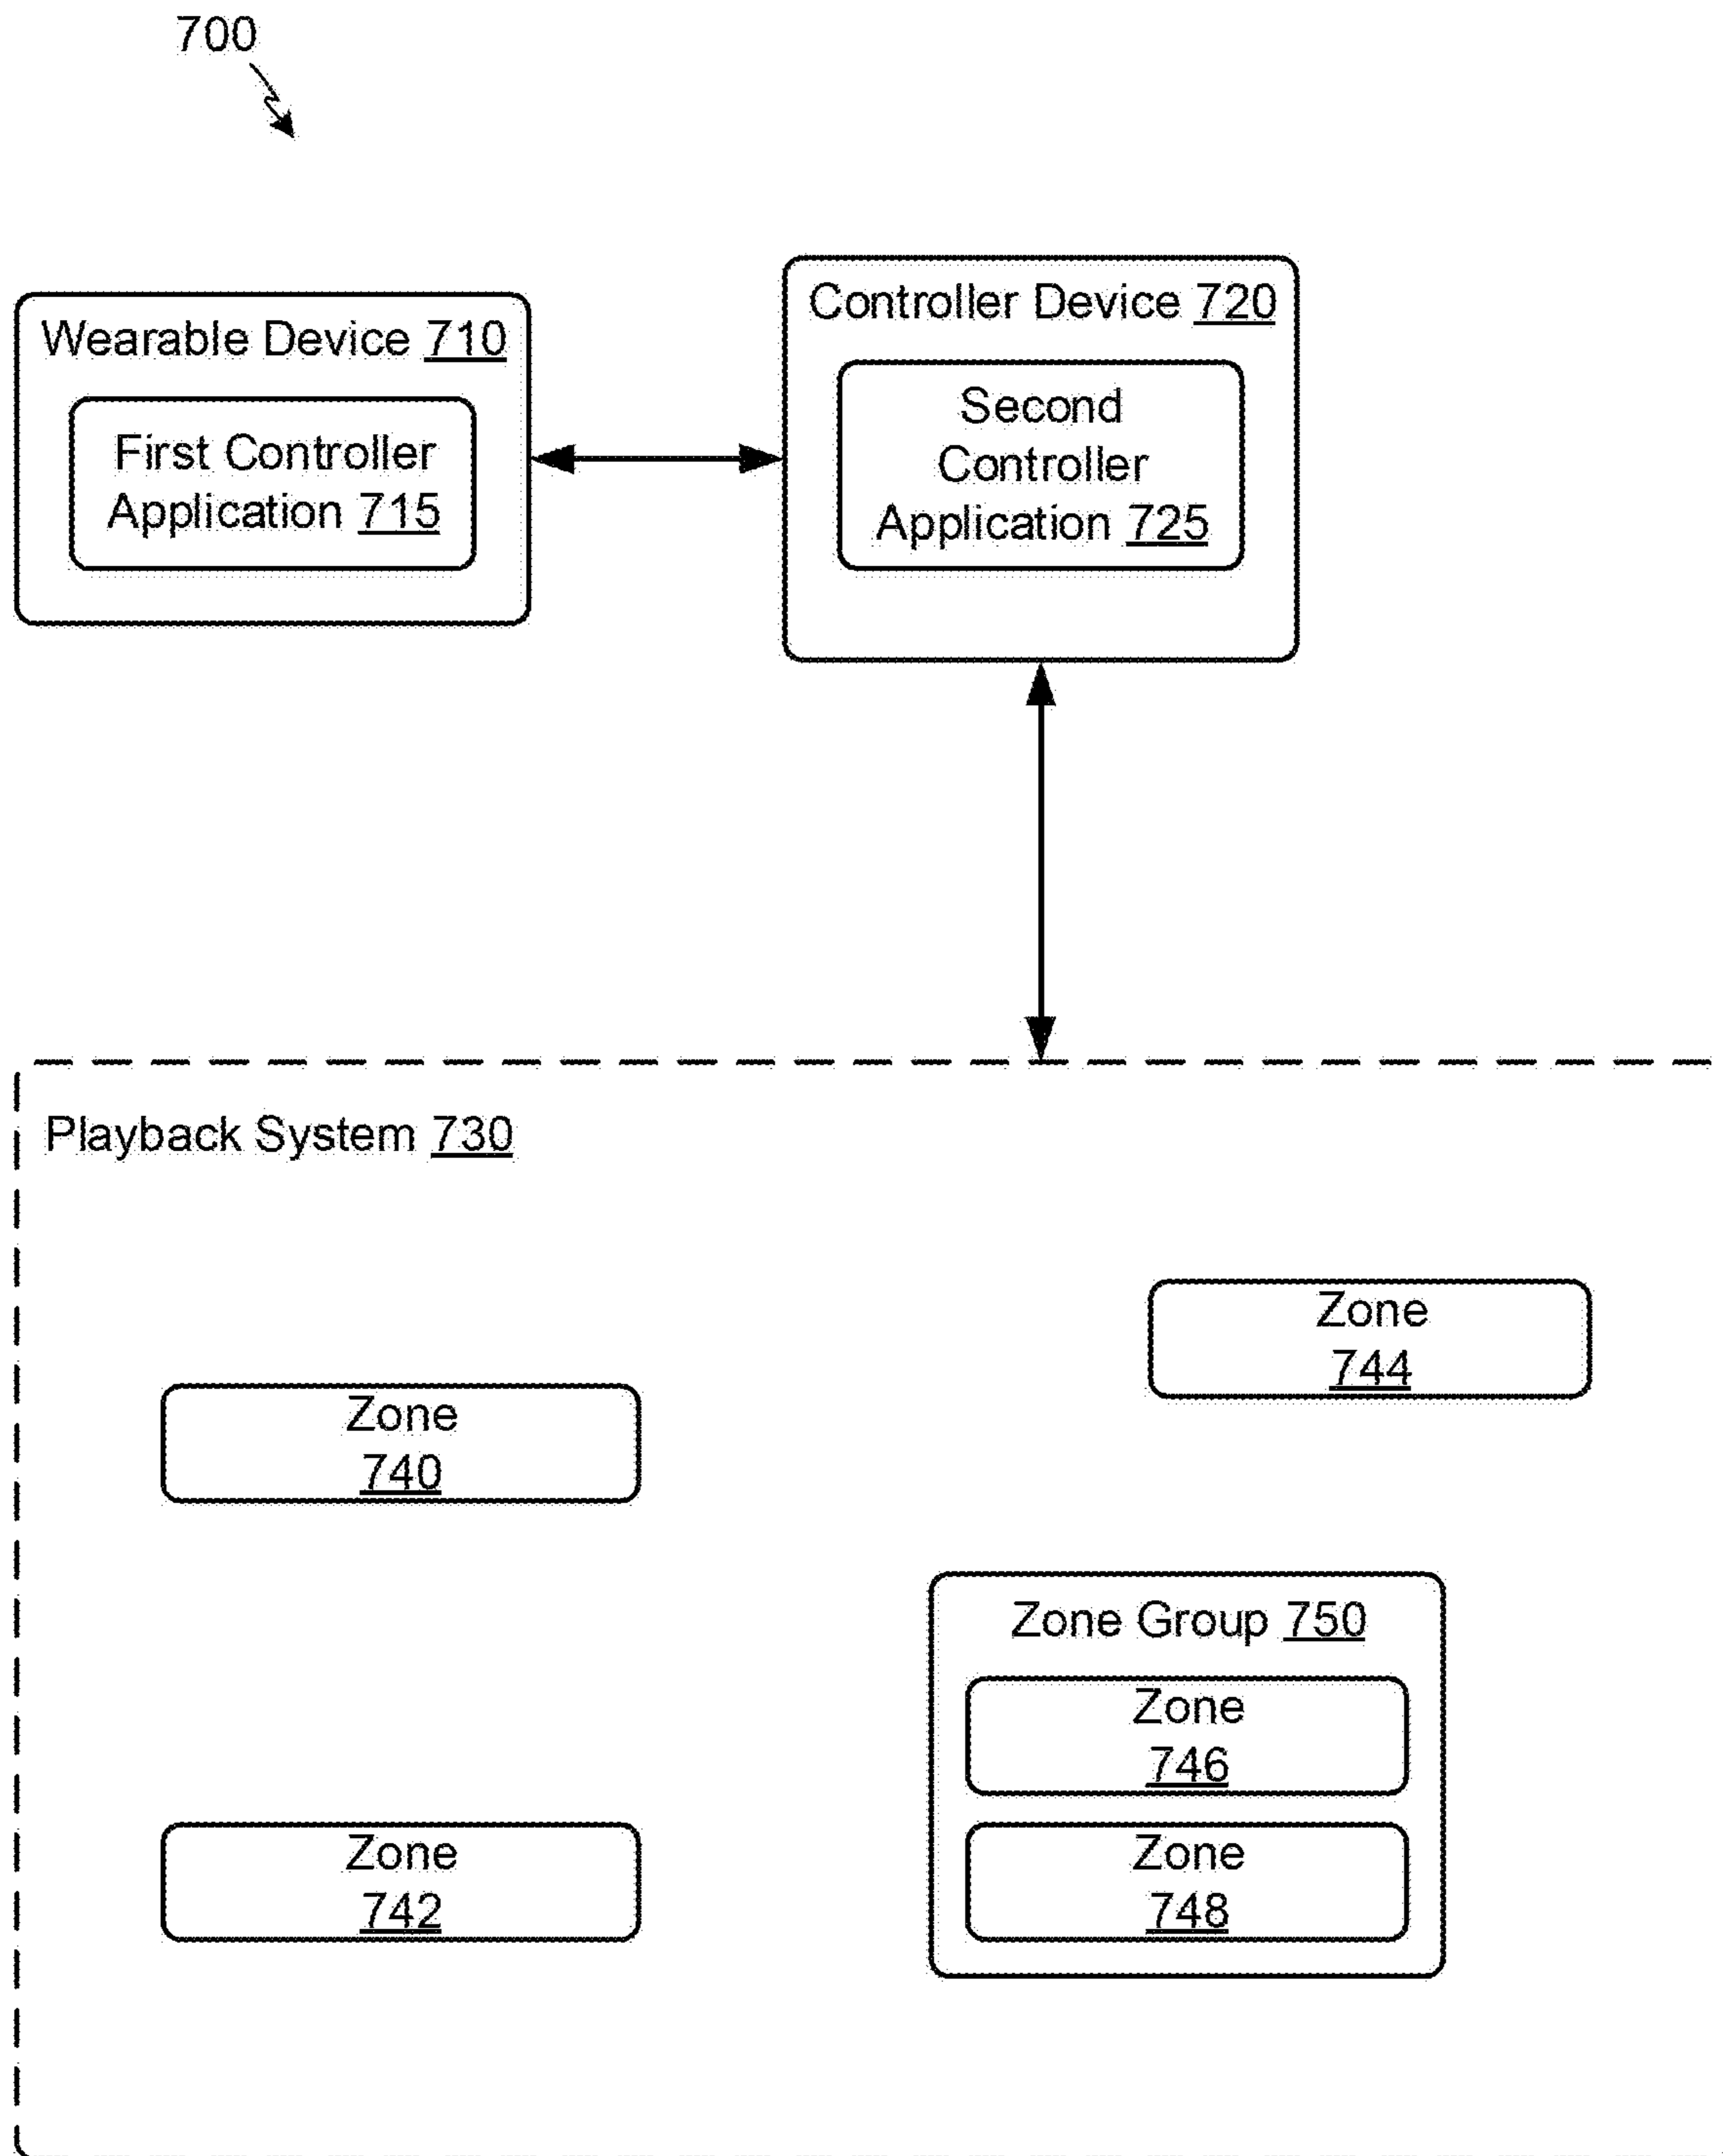 700
Wearable Device 710
First Controller
Application 715
Controller Device 720
Second
Controller
Application 725
Playback System 730
Zone
744
Zone
740
Zone Group 750
Zone
746
Zone
748
Zone
742